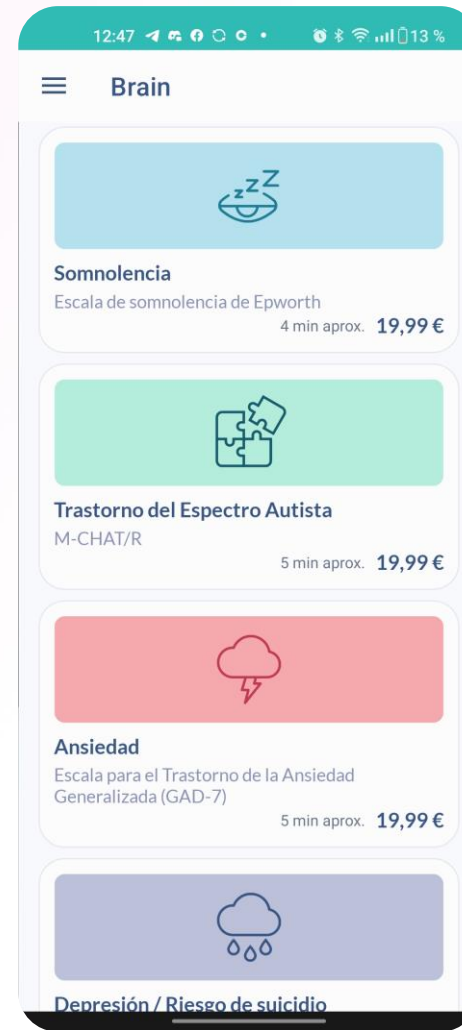 12:47
13 %
Brain
zzZ
Somnolencia
Escala de somnolencia de Epworth
4 min aprox. 19,99 €
Trastorno del Espectro Autista
M-CHAT/R
5 min aprox. 19,99 €
Ansiedad
Escala para el Trastorno de la Ansiedad
Generalizada (GAD-7)
5 min aprox. 19,99 €
Depresión / Riesgo de suicidio